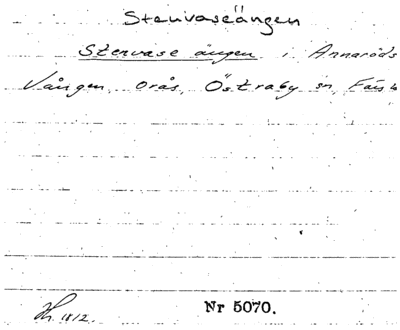 Stenvaseängen
Stenvase ängen i Annaröds
Vången, Orås, Östraby sn, Färs h
Nr 5070.